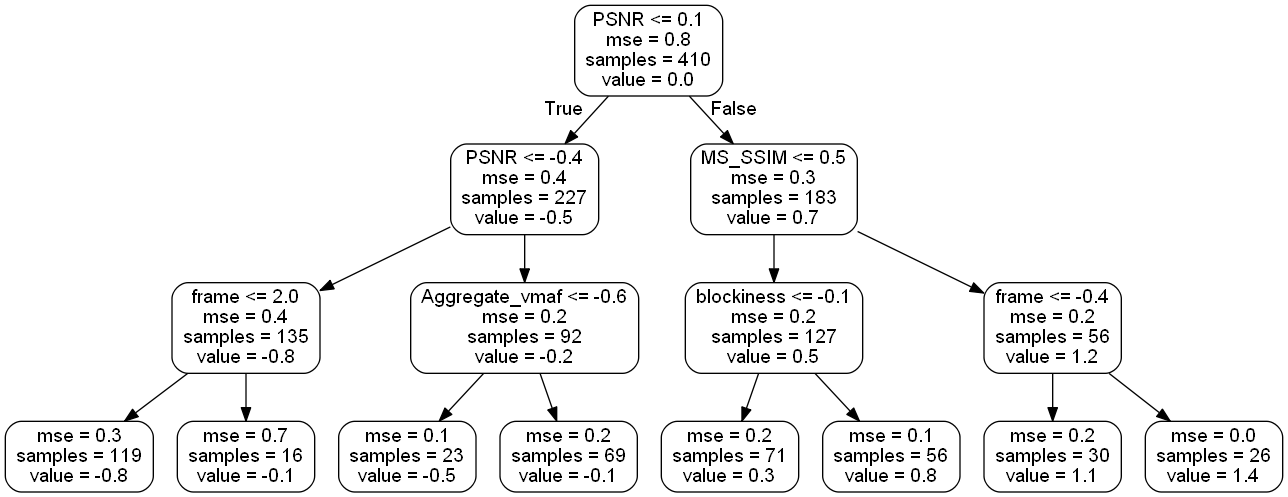 PSNR <= 0.1
mse = 0.8
samples = 410
value = 0.0
True
False
PSNR <= -0.4
mse = 0.4
samples = 227
value = -0.5
MS_SSIM <= 0.5
mse = 0.3
samples = 183
value = 0.7
frame <= 2.0
mse = 0.4
samples = 135
value = -0.8
Aggregate_vmaf <= -0.6
mse = 0.2
samples = 92
value = -0.2
blockiness <= -0.1
mse = 0.2
samples = 127
value = 0.5
frame <= -0.4
mse = 0.2
samples = 56
value = 1.2
mse = 0.3
samples = 119
value = -0.8
mse = 0.7
samples = 16
value = -0.1
mse = 0.1
samples = 23
value = -0.5
mse = 0.2
samples = 69
value = -0.1
mse = 0.2
samples = 71
value = 0.3
mse = 0.1
samples = 56
value = 0.8
mse = 0.2
samples = 30
value = 1.1
mse = 0.0
samples = 26
value = 1.4